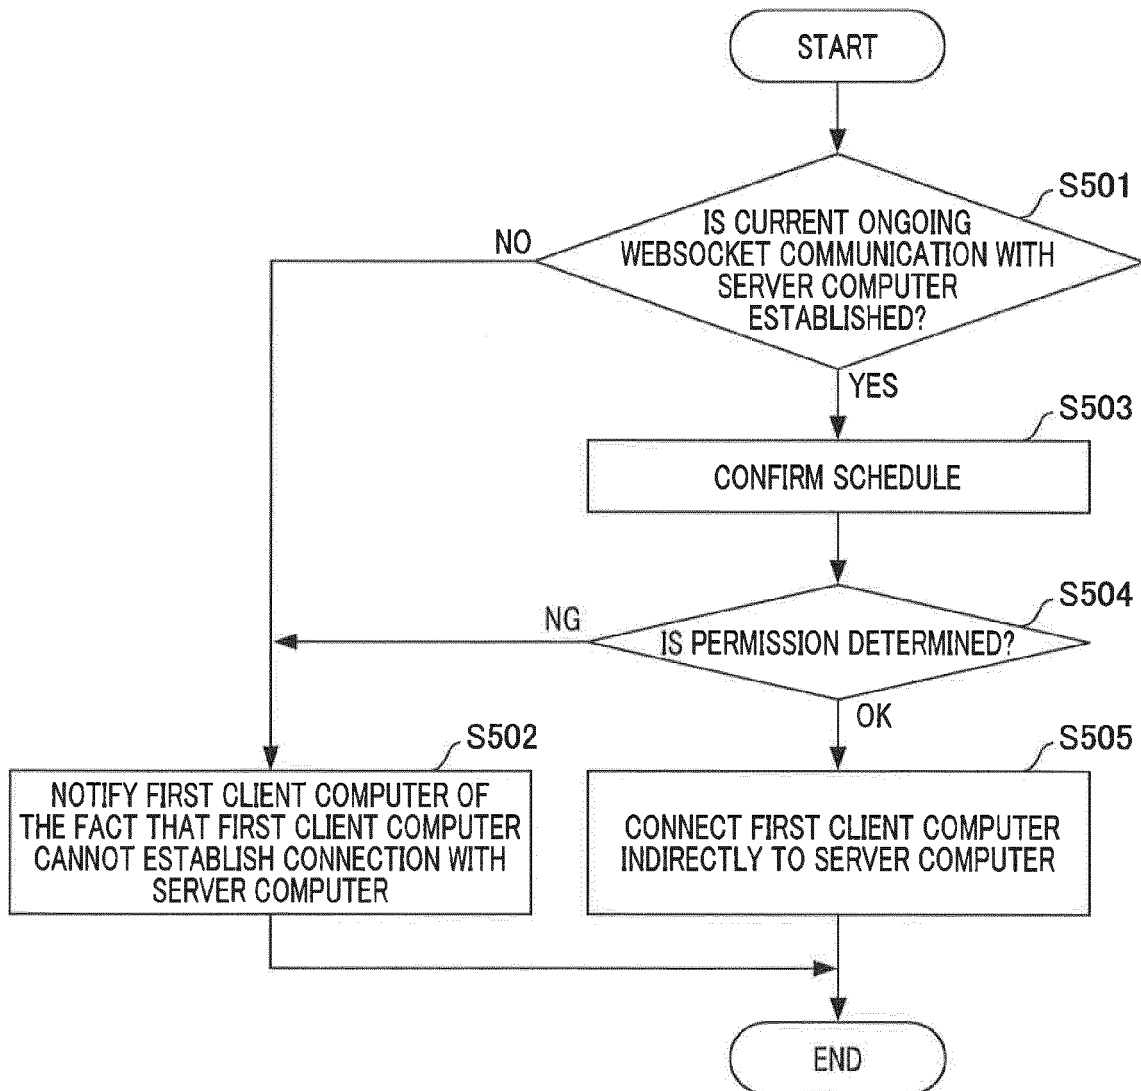 START
S501
IS CURRENT ONGOING
WEBSOCKET COMMUNICATION WITH
SERVER COMPUTER
ESTABLISHED?
NO
YES
S503
CONFIRM SCHEDULE
S504
NG
IS PERMISSION DETERMINED?
OK
S502
NOTIFY FIRST CLIENT COMPUTER OF
THE FACT THAT FIRST CLIENT COMPUTER
CANNOT ESTABLISH CONNECTION WITH
SERVER COMPUTER
S505
CONNECT FIRST CLIENT COMPUTER
INDIRECTLY TO SERVER COMPUTER
END